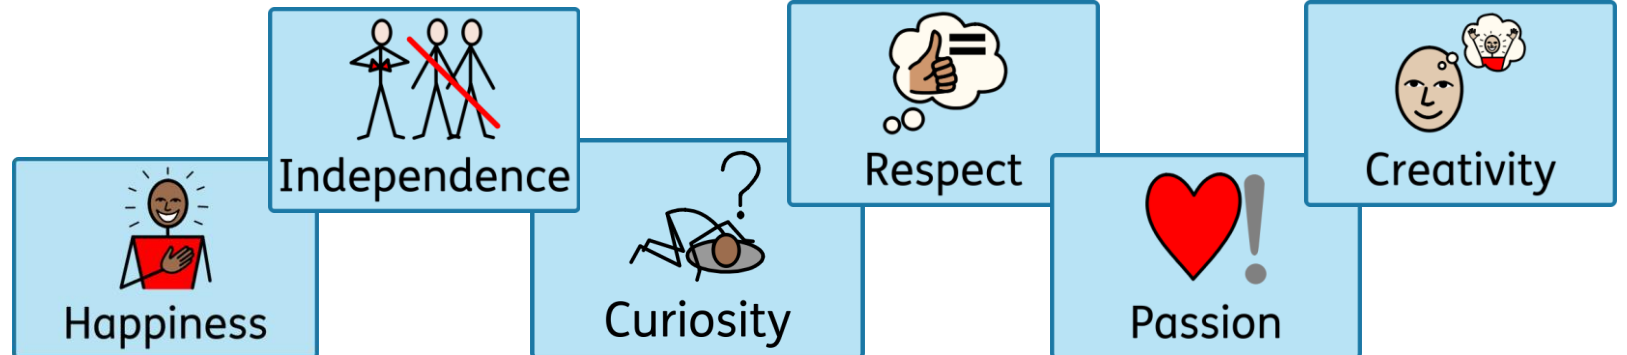 Happiness
Independence
Curiosity
Respect
Passion
Creativity